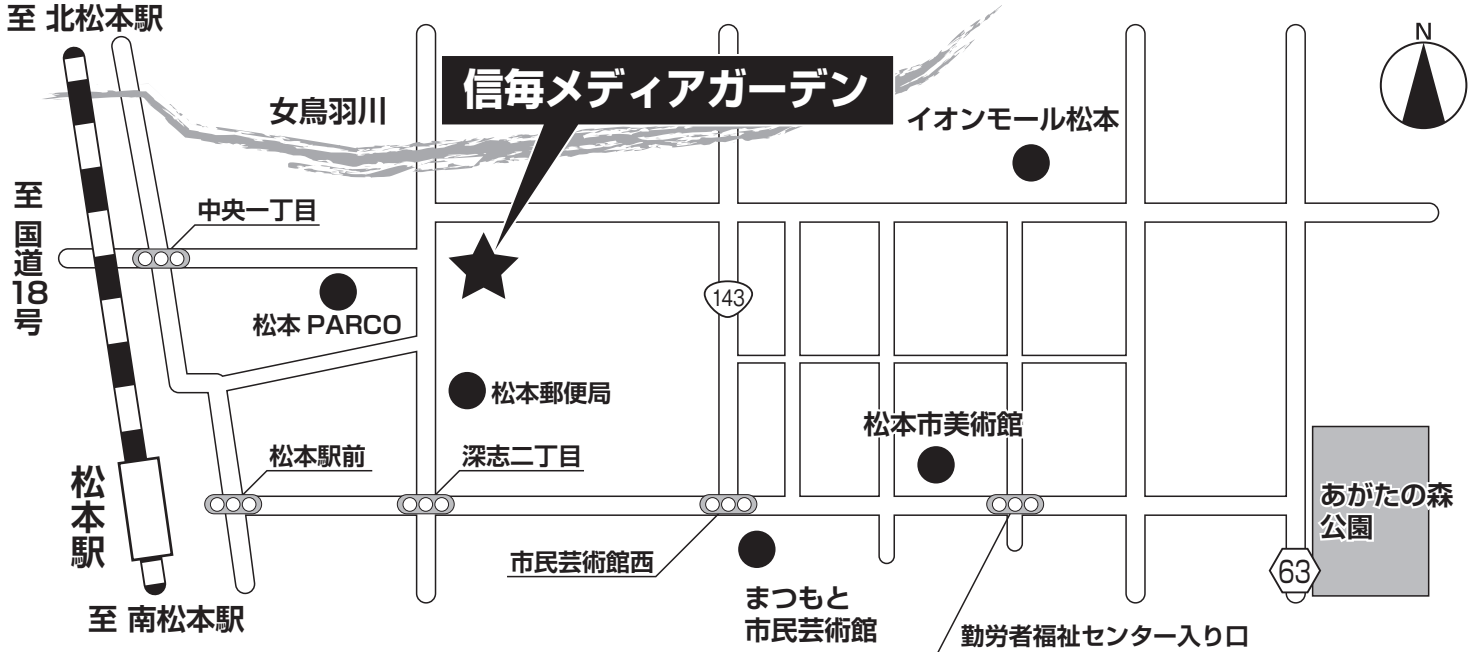 至 北松本駅
N
信毎メディアガーデン
女鳥羽川
イオンモール松本
至 国道18号
中央一丁目
143
松本 PARCO
松本郵便局
松本市美術館
松本駅前
深志二丁目
松本駅
あがたの森
公園
市民芸術館西
63
まつもと
市民芸術館
至 南松本駅
勤労者福祉センター入り口